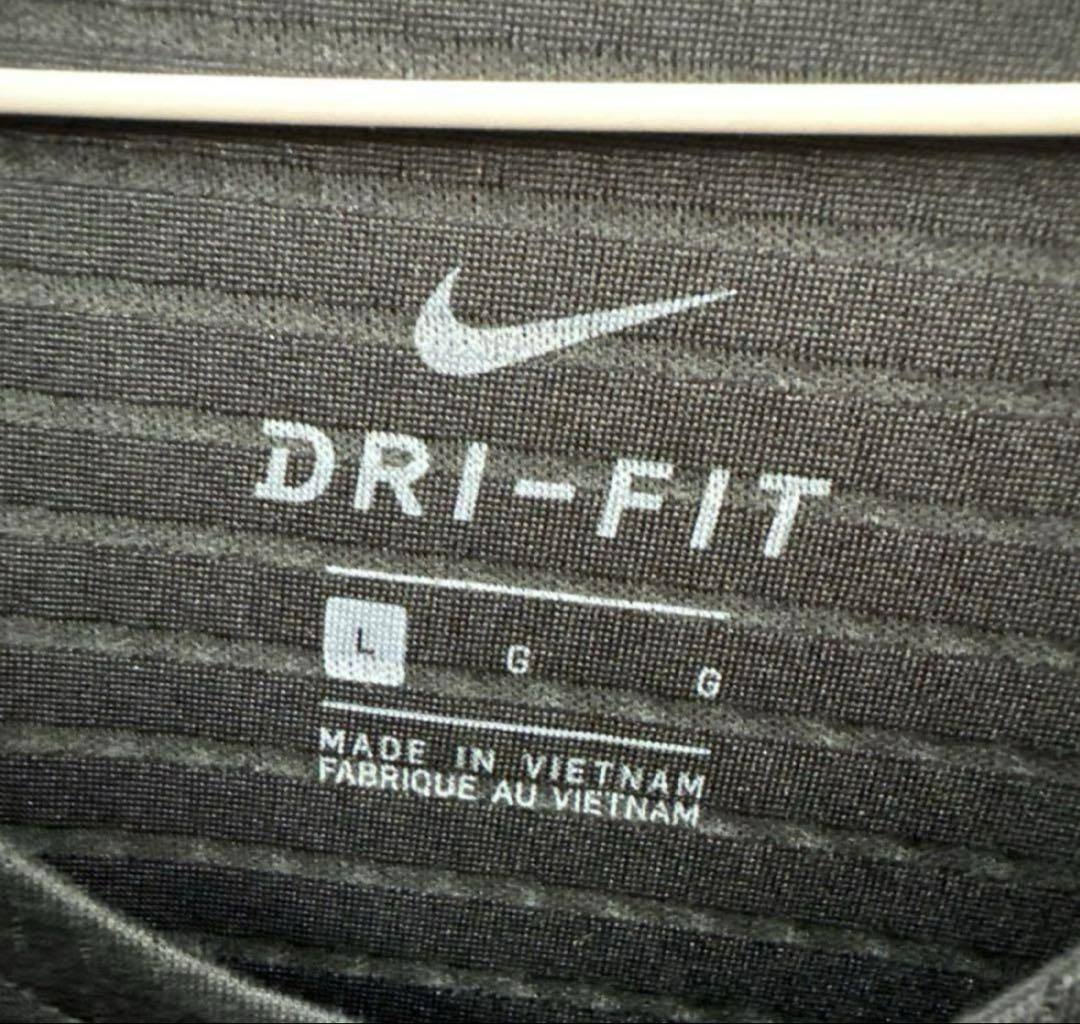 DRI-FIT
L G G
MADE IN VIETNAM
FABRIQUE AU VIETNAM